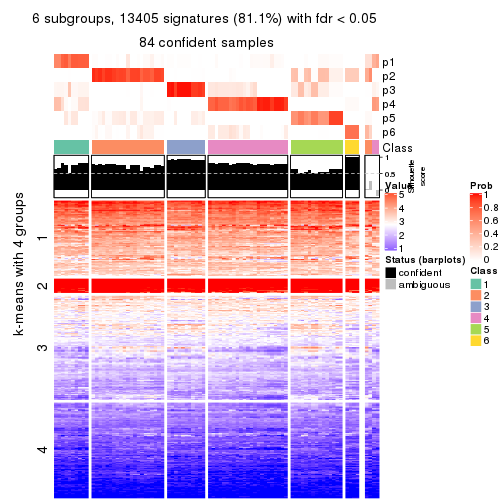 6 subgroups, 13405 signatures (81.1%) with fdr < 0.05
84 confident samples
p1
p2
p3
p4
p5
p6
Class
1
0.5
0
Silhouette
score
k-means with 4 groups
1
2
3
4
Value
5
4
3
2
1
Status (barplots)
confident
ambiguous
Prob
1
0.8
0.6
0.4
0.2
0
Class
1
2
3
4
5
6